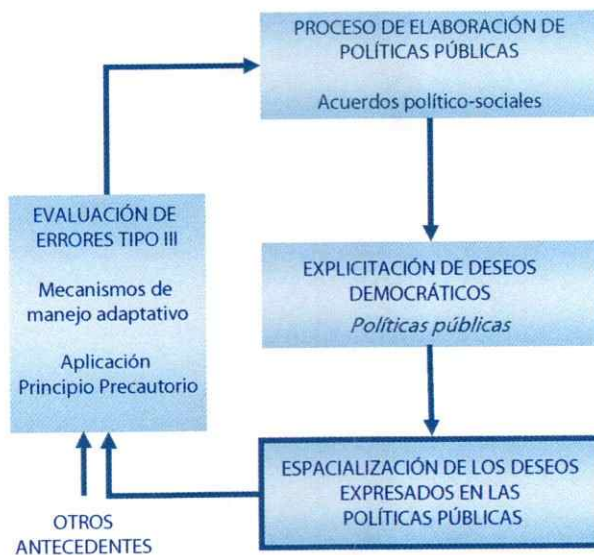 PROCESO DE ELABORACIÓN DE
POLÍTICAS PÚBLICAS
Acuerdos político-sociales
EXPLICITACIÓN DE DESEOS
DEMOCRÁTICOS
Políticas públicas
ESPACIALIZACIÓN DE LOS DESEOS
EXPRESADOS EN LAS
POLÍTICAS PÚBLICAS
EVALUACIÓN DE
ERRORES TIPO III
Mecanismos de
manejo adaptativo
Aplicación
Principio Precautorio
OTROS
ANTECEDENTES